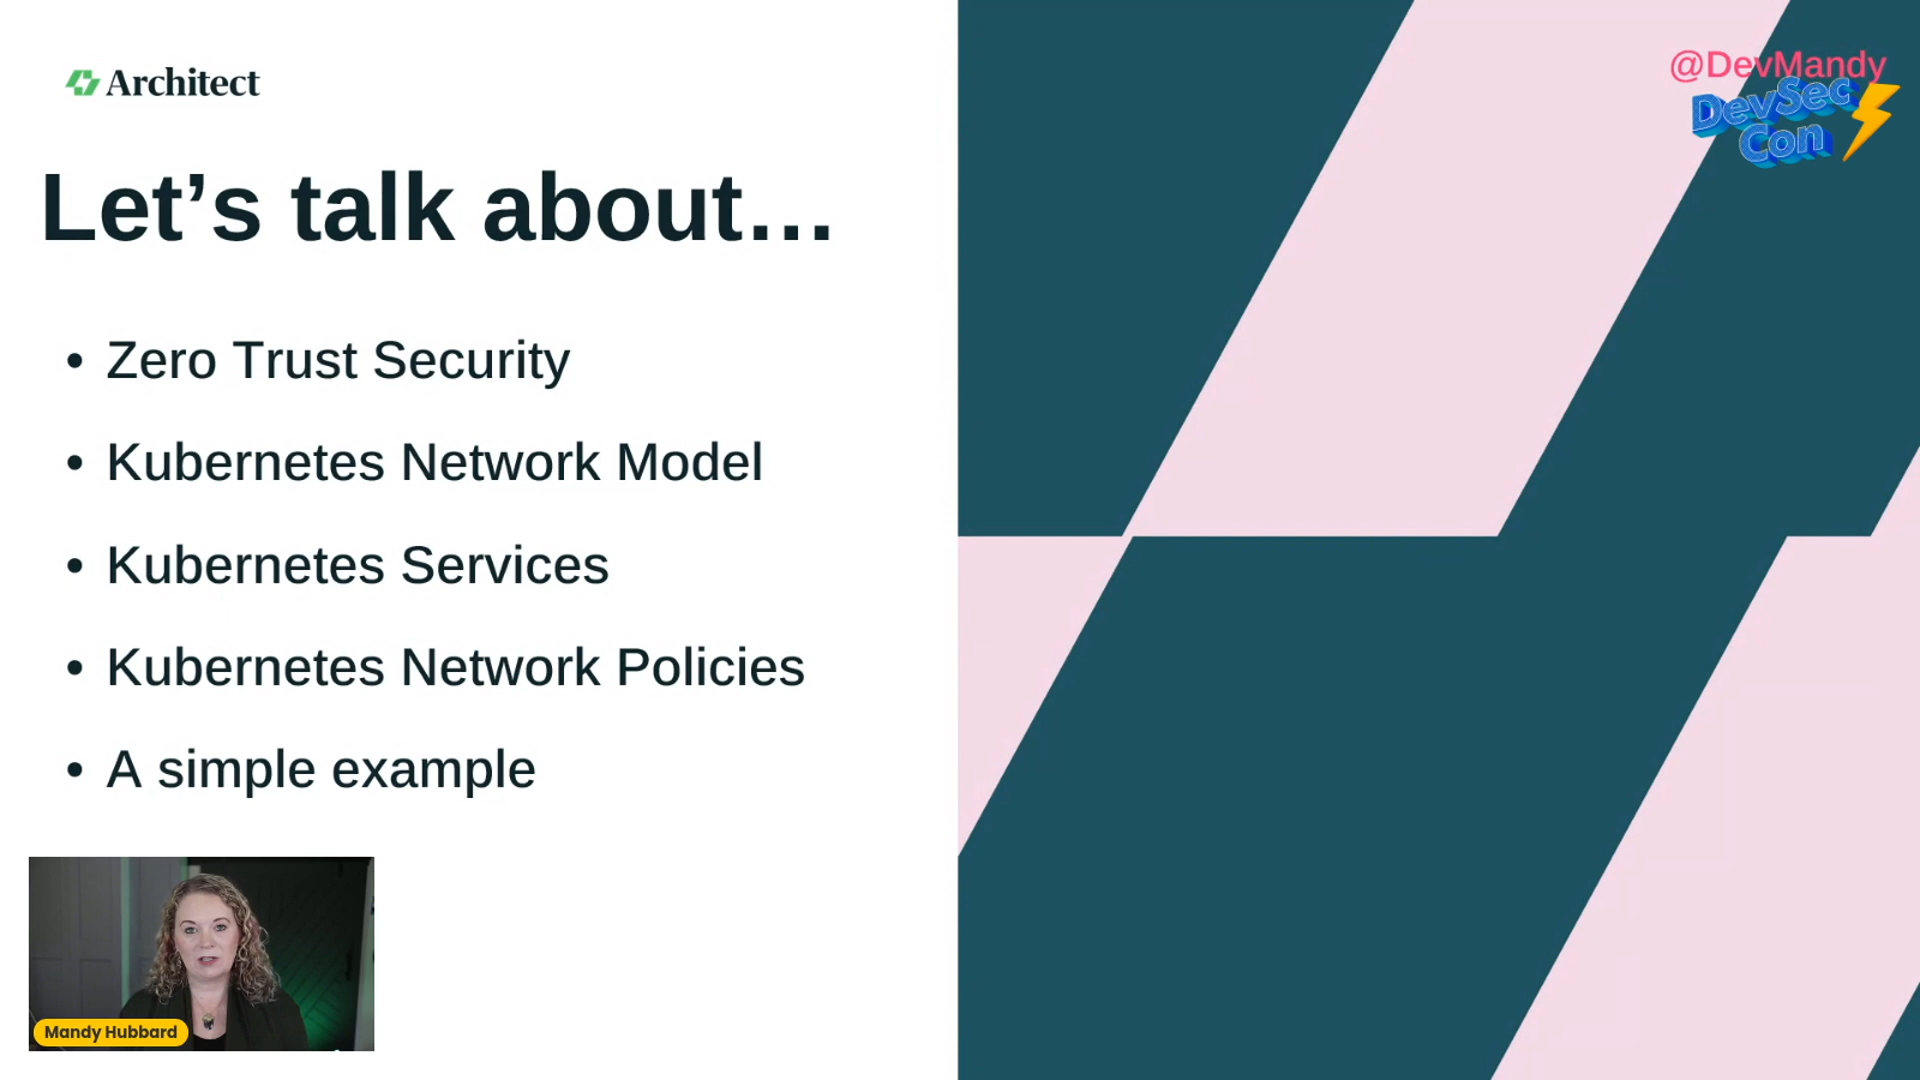 Architect
@DevMandy
DevSec
Con
Let’s talk about...
• Zero Trust Security
• Kubernetes Network Model
• Kubernetes Services
• Kubernetes Network Policies
• A simple example
Mandy Hubbard